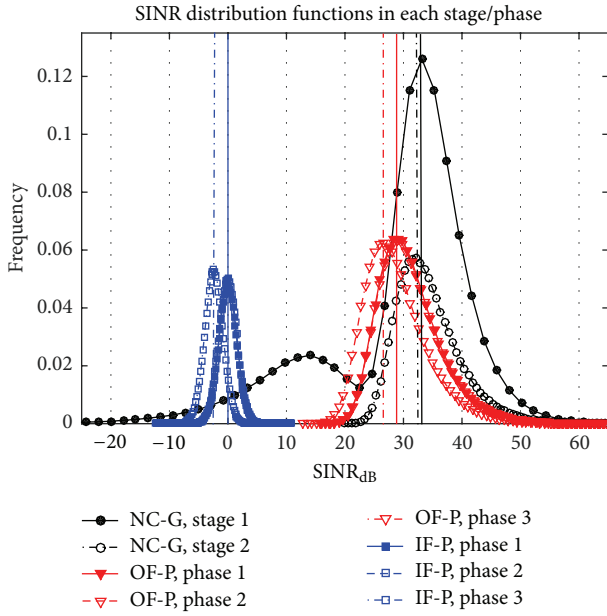 SINR distribution functions in each stage/phase
0.12
0.1
0.08
0.06
0.04
0.02
0
Frequency
−20 −10 0 10 20 30 40 50 60
SINR_dB
NC-G, stage 1
NC-G, stage 2
OF-P, phase 1
OF-P, phase 2
OF-P, phase 3
IF-P, phase 1
IF-P, phase 2
IF-P, phase 3